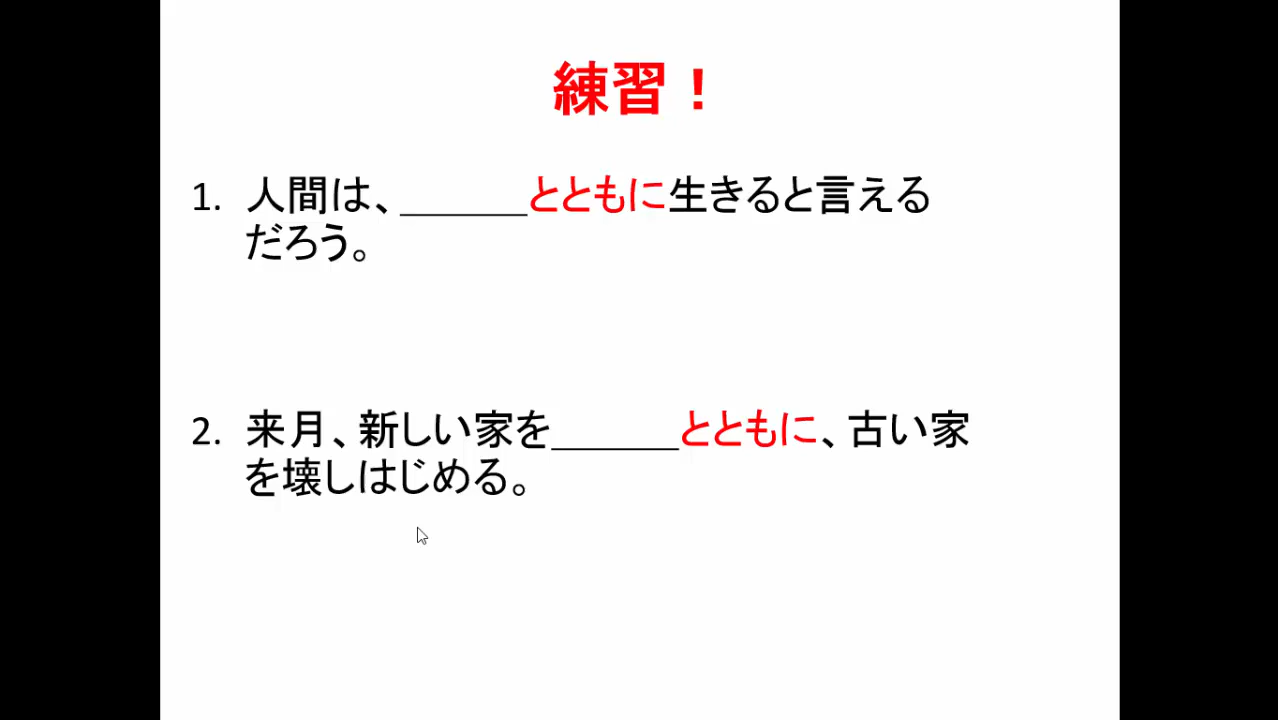 練習！
1. 人間は、______とともに生きると言える
だろう。
2. 来月、新しい家を______とともに、古い家
を壊しはじめる。